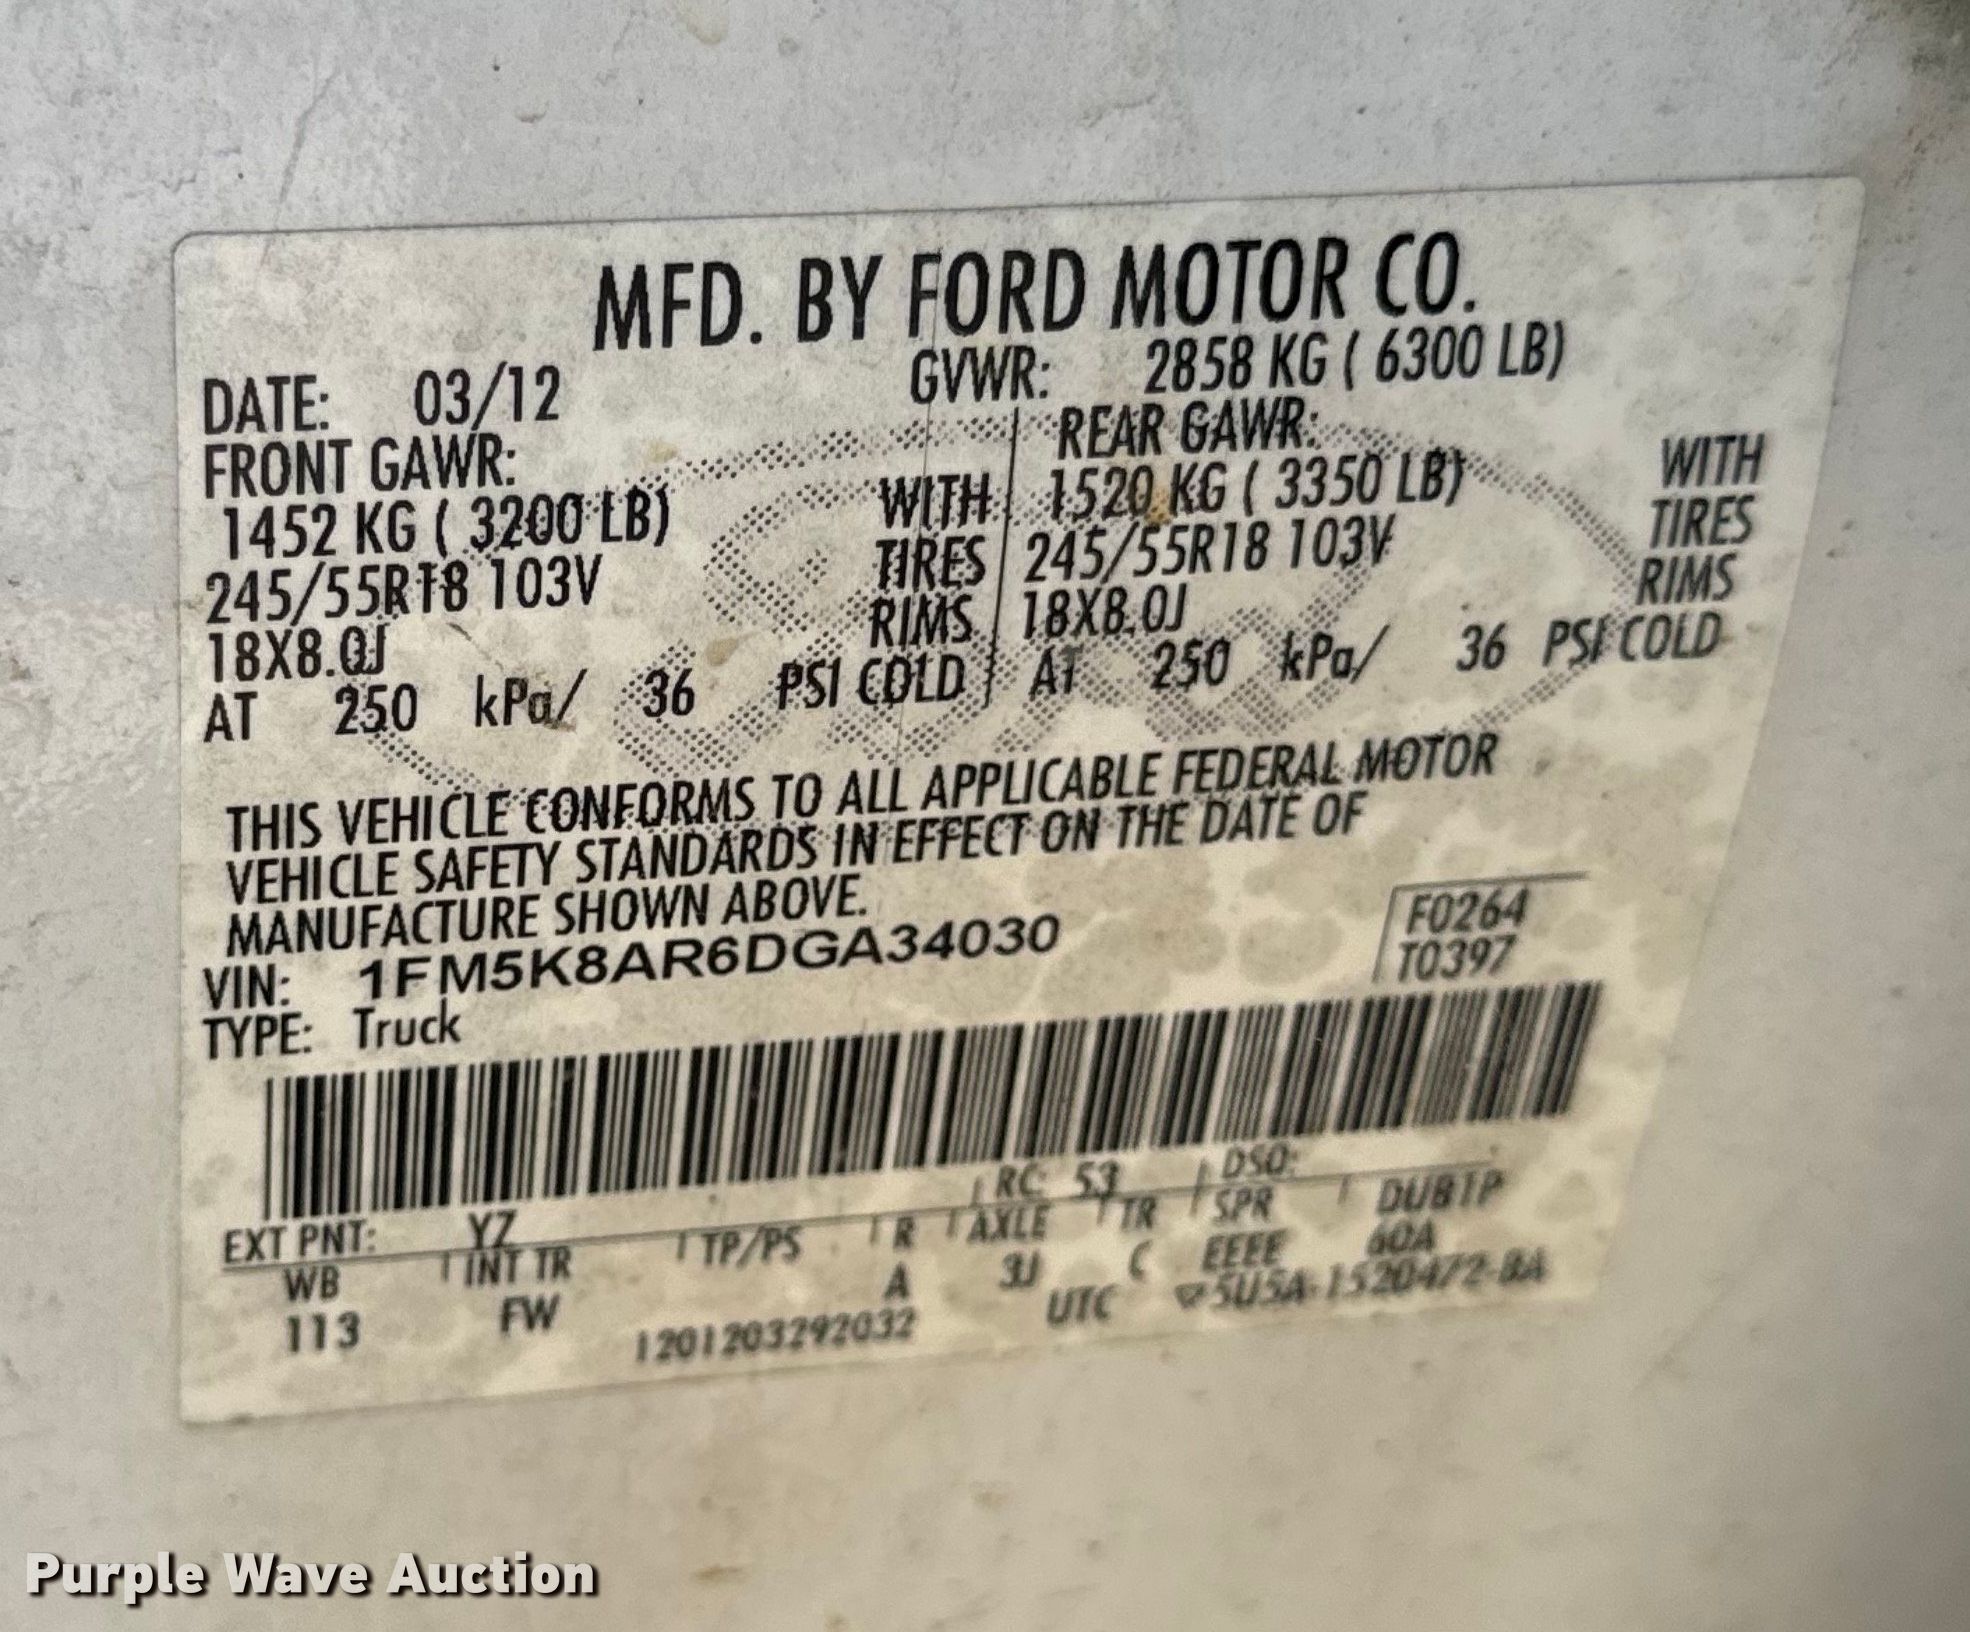 MFD. BY FORD MOTOR CO.
DATE: 03/12 GVWR: 2858 KG ( 6300 LB)
FRONT GAWR: REAR GAWR:
1452 KG ( 3200 LB) WITH 1520 KG ( 3350 LB) WITH
245/55R18 103V TIRES 245/55R18 103V TIRES
18X8.0J RIMS 18X8.0J RIMS
AT 250 kPa/ 36 PSI COLD AT 250 kPa/ 36 PSI COLD
THIS VEHICLE CONFORMS TO ALL APPLICABLE FEDERAL MOTOR
VEHICLE SAFETY STANDARDS IN EFFECT ON THE DATE OF
MANUFACTURE SHOWN ABOVE.
F0264
T0397
VIN: 1FM5K8AR6DGA34030
TYPE: Truck
EXT PNT: YZ RC: 53 DSO:
WB INT TR TP/PS R AXLE TR SPR DUB1P
113 FW A 3J C EEEE 60A
1201203292032 UTC 5U5A-1520472-BA
Purple Wave Auction